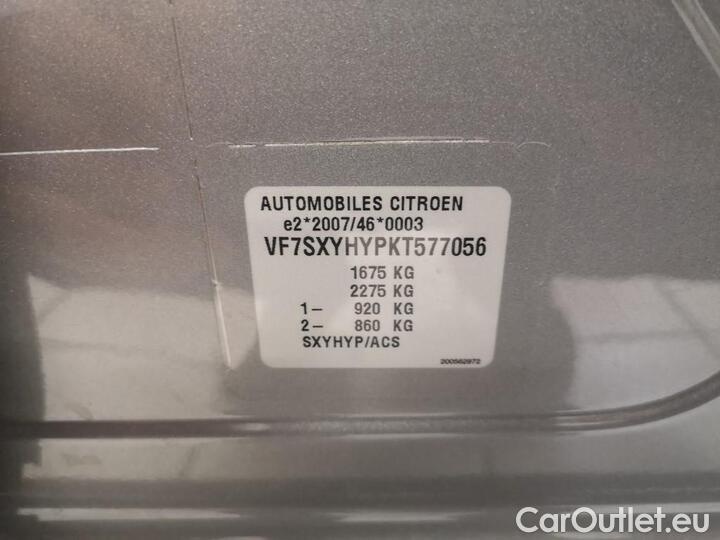 AUTOMOBILES CITROEN
e2*2007/46*0003
VF7SXYHYPKT577056
1675 KG
2275 KG
1– 920 KG
2– 860 KG
SXYHYP/ACS
200562972
CarOutlet.eu